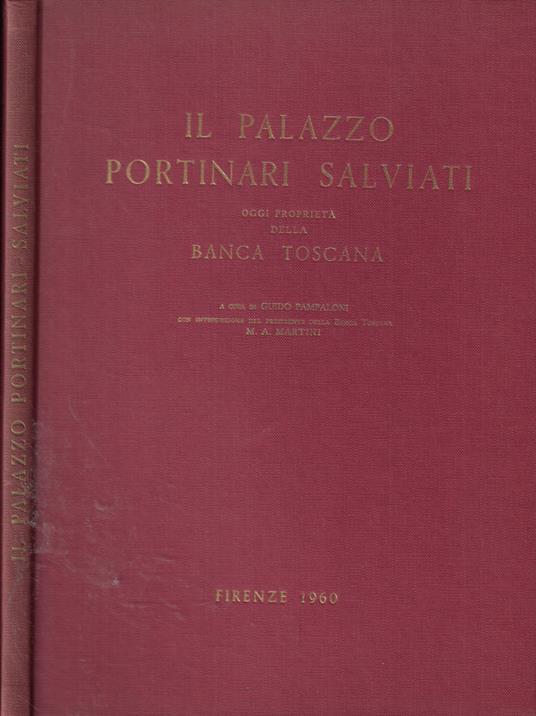 IL PALAZZO PORTINARI-SALVIATI
IL PALAZZO
PORTINARI SALVIATI
OGGI PROPRIETÀ
DELLA
BANCA TOSCANA
A CURA DI GUIDO PAMPALONI
CON INTRODUZIONE DEL PRESIDENTE DELLA BANCA TOSCANA
M. A. MARTINI
FIRENZE 1960